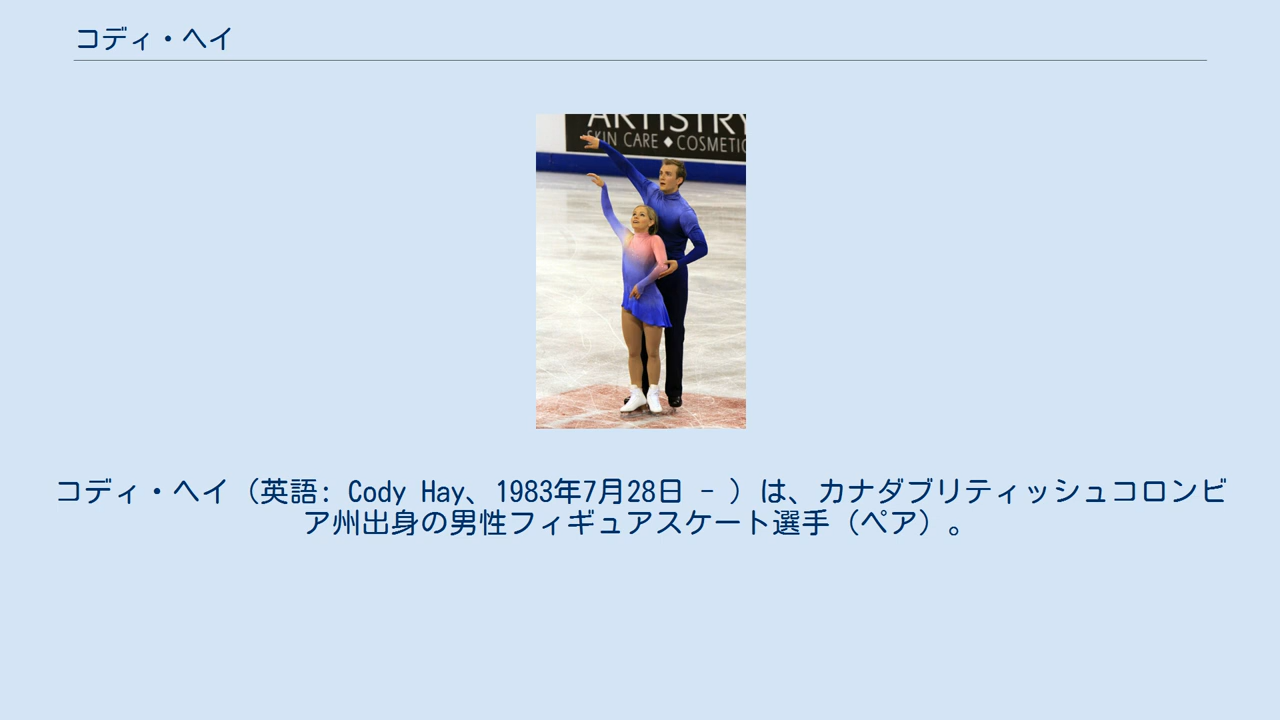 コディ・ヘイ
ARTISTRY
SKIN CARE ◆ COSMETIC
コディ・ヘイ（英語: Cody Hay、1983年7月28日 - ）は、カナダブリティッシュコロンビ
ア州出身の男性フィギュアスケート選手（ペア）。